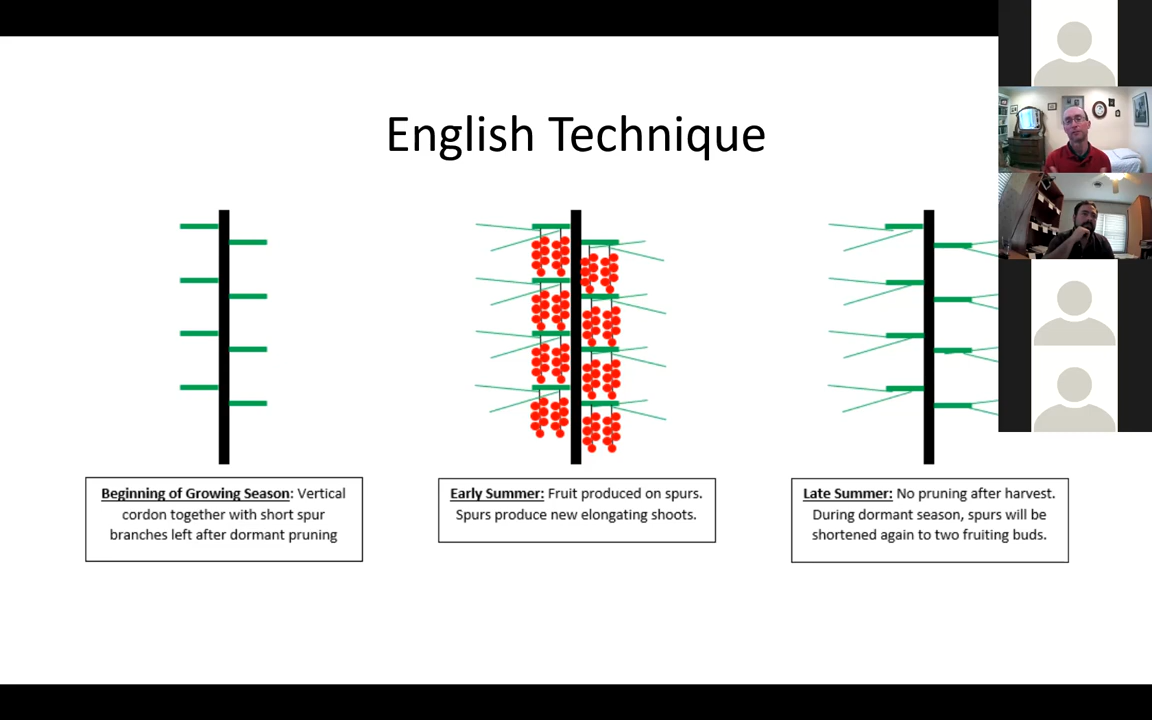 English Technique
Beginning of Growing Season: Vertical
cordon together with short spur
branches left after dormant pruning
Early Summer: Fruit produced on spurs.
Spurs produce new elongating shoots.
Late Summer: No pruning after harvest.
During dormant season, spurs will be
shortened again to two fruiting buds.